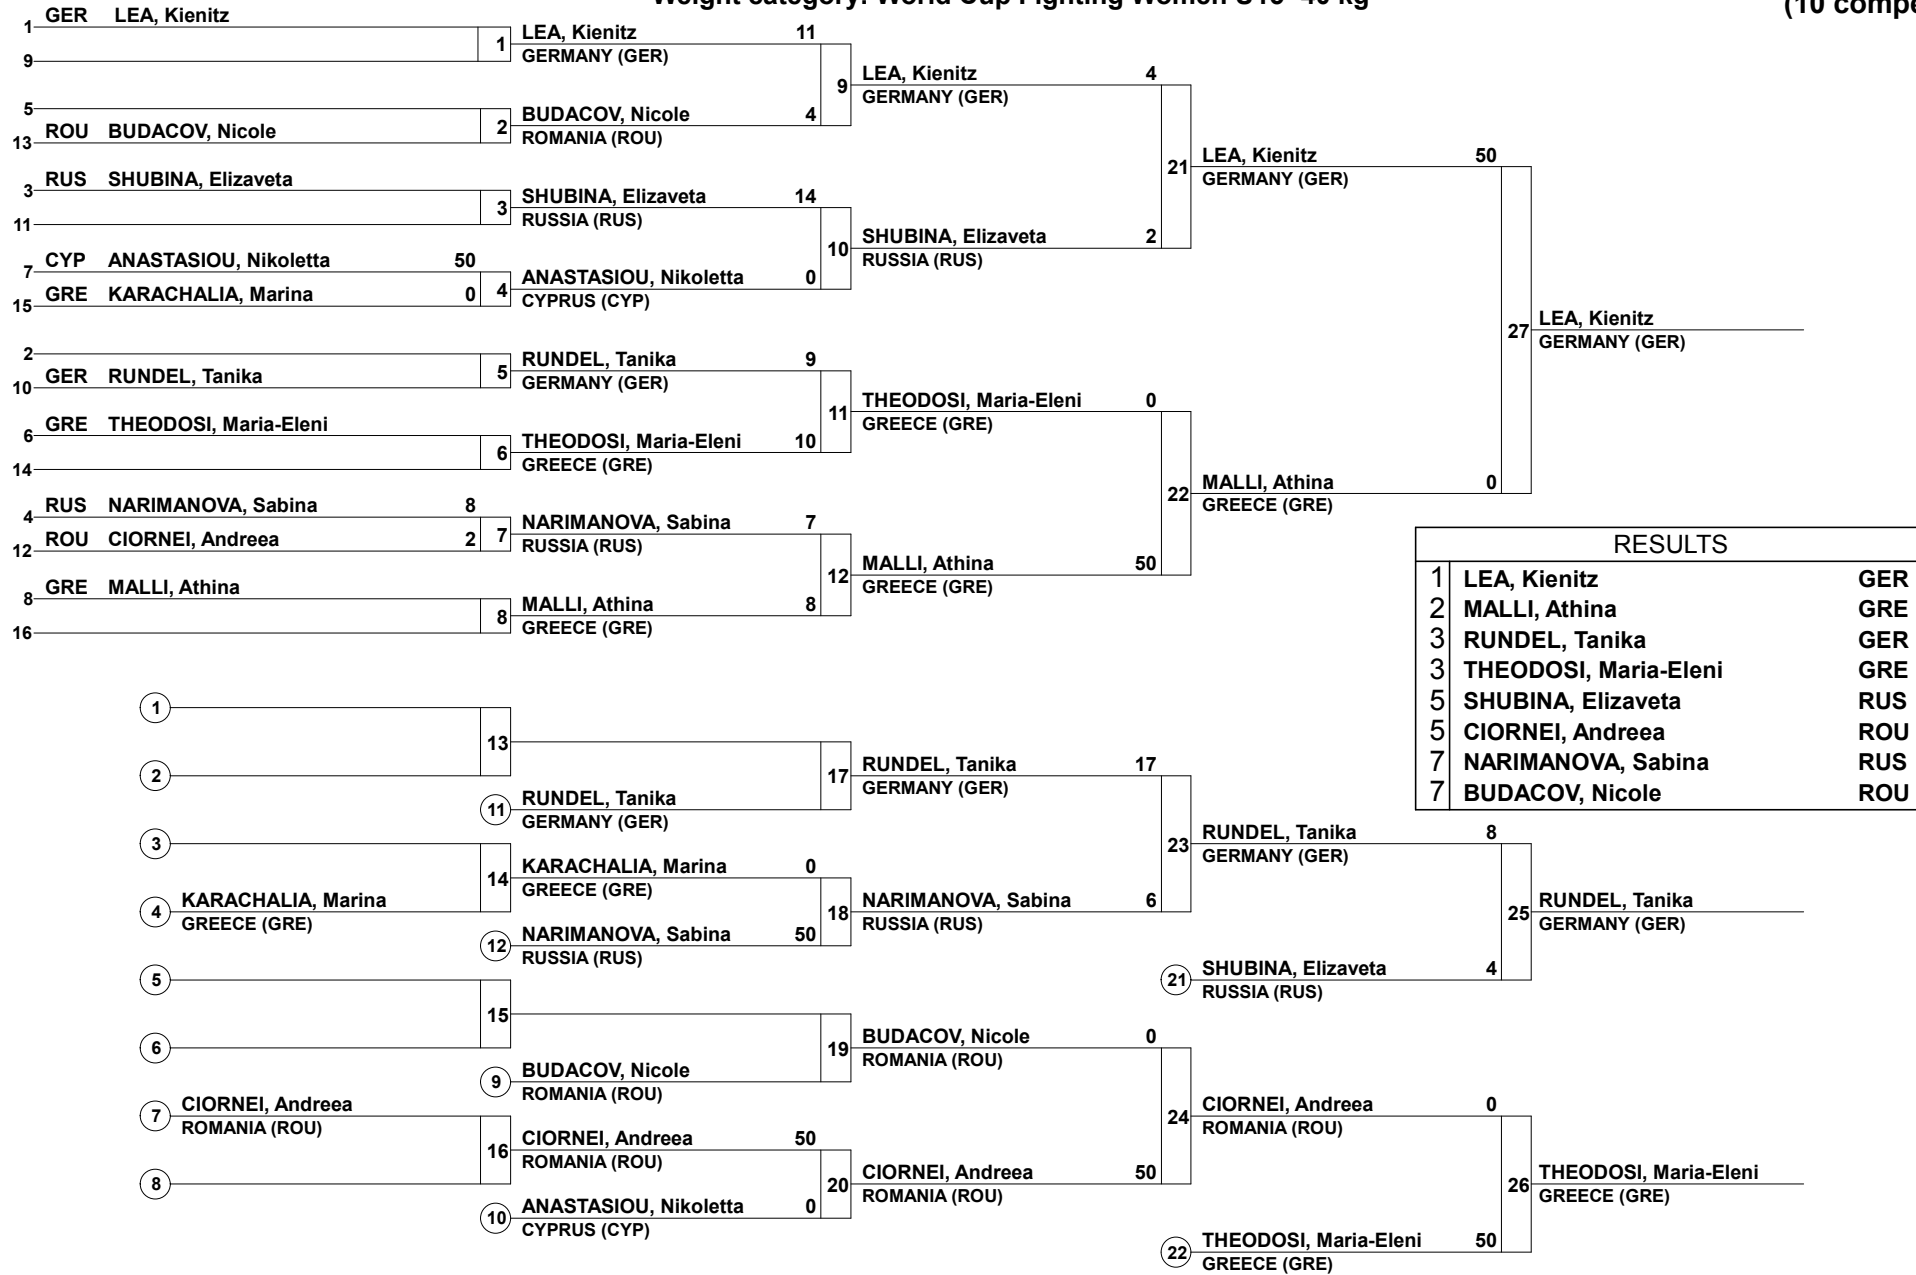 (10 compe
1 GER LEA, Kienitz
9
1 LEA, Kienitz 11
GERMANY (GER)
5
13 ROU BUDACOV, Nicole
2 BUDACOV, Nicole 4
ROMANIA (ROU)
9 LEA, Kienitz 4
GERMANY (GER)
3 RUS SHUBINA, Elizaveta
11
3 SHUBINA, Elizaveta 14
RUSSIA (RUS)
7 CYP ANASTASIOU, Nikoletta 50
15 GRE KARACHALIA, Marina 0
4 ANASTASIOU, Nikoletta 0
CYPRUS (CYP)
10 SHUBINA, Elizaveta 2
RUSSIA (RUS)
21 LEA, Kienitz 50
GERMANY (GER)
2
10 GER RUNDEL, Tanika
5 RUNDEL, Tanika 9
GERMANY (GER)
6 GRE THEODOSI, Maria-Eleni
14
6 THEODOSI, Maria-Eleni 10
GREECE (GRE)
11 THEODOSI, Maria-Eleni 0
GREECE (GRE)
4 RUS NARIMANOVA, Sabina 8
12 ROU CIORNEI, Andreea 2
7 NARIMANOVA, Sabina 7
RUSSIA (RUS)
8 GRE MALLI, Athina
16
8 MALLI, Athina 8
GREECE (GRE)
12 MALLI, Athina 50
GREECE (GRE)
22 MALLI, Athina 0
GREECE (GRE)
27 LEA, Kienitz
GERMANY (GER)
RESULTS
1 LEA, Kienitz GER
2 MALLI, Athina GRE
3 RUNDEL, Tanika GER
3 THEODOSI, Maria-Eleni GRE
5 SHUBINA, Elizaveta RUS
5 CIORNEI, Andreea ROU
7 NARIMANOVA, Sabina RUS
7 BUDACOV, Nicole ROU
1
2
13
11 RUNDEL, Tanika
GERMANY (GER)
17 RUNDEL, Tanika 17
GERMANY (GER)
3
4 KARACHALIA, Marina
GREECE (GRE)
14 KARACHALIA, Marina 0
GREECE (GRE)
12 NARIMANOVA, Sabina 50
RUSSIA (RUS)
18 NARIMANOVA, Sabina 6
RUSSIA (RUS)
23 RUNDEL, Tanika 8
GERMANY (GER)
21 SHUBINA, Elizaveta 4
RUSSIA (RUS)
25 RUNDEL, Tanika
GERMANY (GER)
5
6
15
9 BUDACOV, Nicole
ROMANIA (ROU)
19 BUDACOV, Nicole 0
ROMANIA (ROU)
7 CIORNEI, Andreea
ROMANIA (ROU)
8
16 CIORNEI, Andreea 50
ROMANIA (ROU)
10 ANASTASIOU, Nikoletta 0
CYPRUS (CYP)
20 CIORNEI, Andreea 50
ROMANIA (ROU)
24 CIORNEI, Andreea 0
ROMANIA (ROU)
22 THEODOSI, Maria-Eleni 50
GREECE (GRE)
26 THEODOSI, Maria-Eleni
GREECE (GRE)